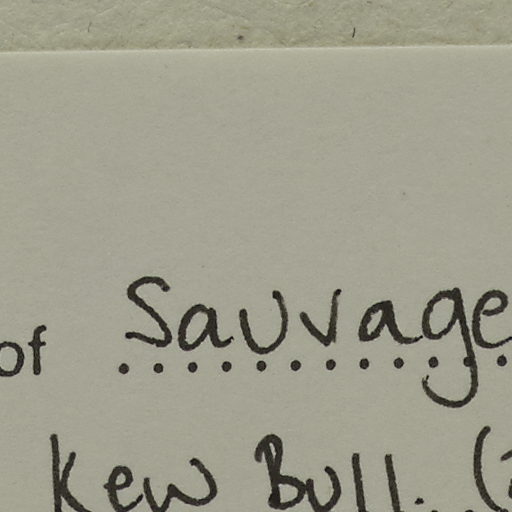 of Sauvage
Kew Bull. (